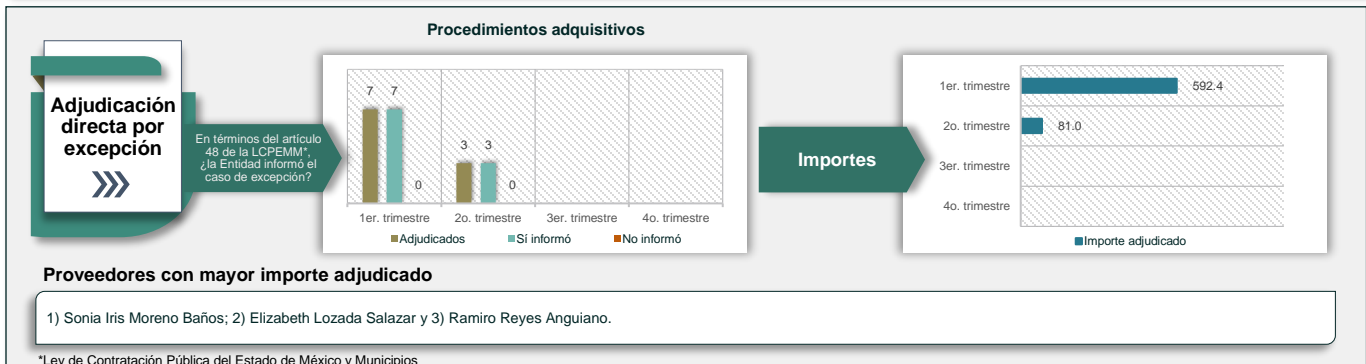 Procedimientos adquisitivos
Adjudicación
directa por
excepción
En términos del artículo
48 de la LCPEMM*,
¿la Entidad informó el
caso de excepción?
7 7
0
3 3
0
1er. trimestre 2o. trimestre 3er. trimestre 4o. trimestre
Adjudicados Sí informó No informó
Importes
1er. trimestre 592.4
2o. trimestre 81.0
3er. trimestre
4o. trimestre
Importe adjudicado
Proveedores con mayor importe adjudicado
1) Sonia Iris Moreno Baños; 2) Elizabeth Lozada Salazar y 3) Ramiro Reyes Anguiano.
*Ley de Contratación Pública del Estado de México y Municipios